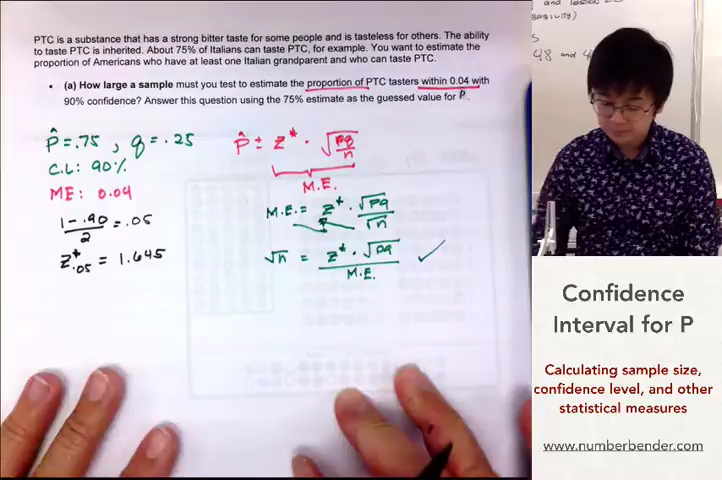 PTC is a substance that has a strong bitter taste for some people and is tasteless for others. The ability
to taste PTC is inherited. About 75% of Italians can taste PTC, for example. You want to estimate the
proportion of Americans who have at least one Italian grandparent and who can taste PTC.
• (a) How large a sample must you test to estimate the proportion of PTC tasters within 0.04 with
90% confidence? Answer this question using the 75% estimate as the guessed value for p̂.
p̂ = .75 , q = .25
C.L: 90%
ME: 0.04
1 - .90 / 2 = .05
z*.05 = 1.645
p̂ ± z* · √(pq/n)
M.E.
M.E. = z* · √pq / √n
√n = z* · √pq / M.E. ✓
and lesson
48 and 4
Confidence
Interval for P
Calculating sample size,
confidence level, and other
statistical measures
www.numberbender.com